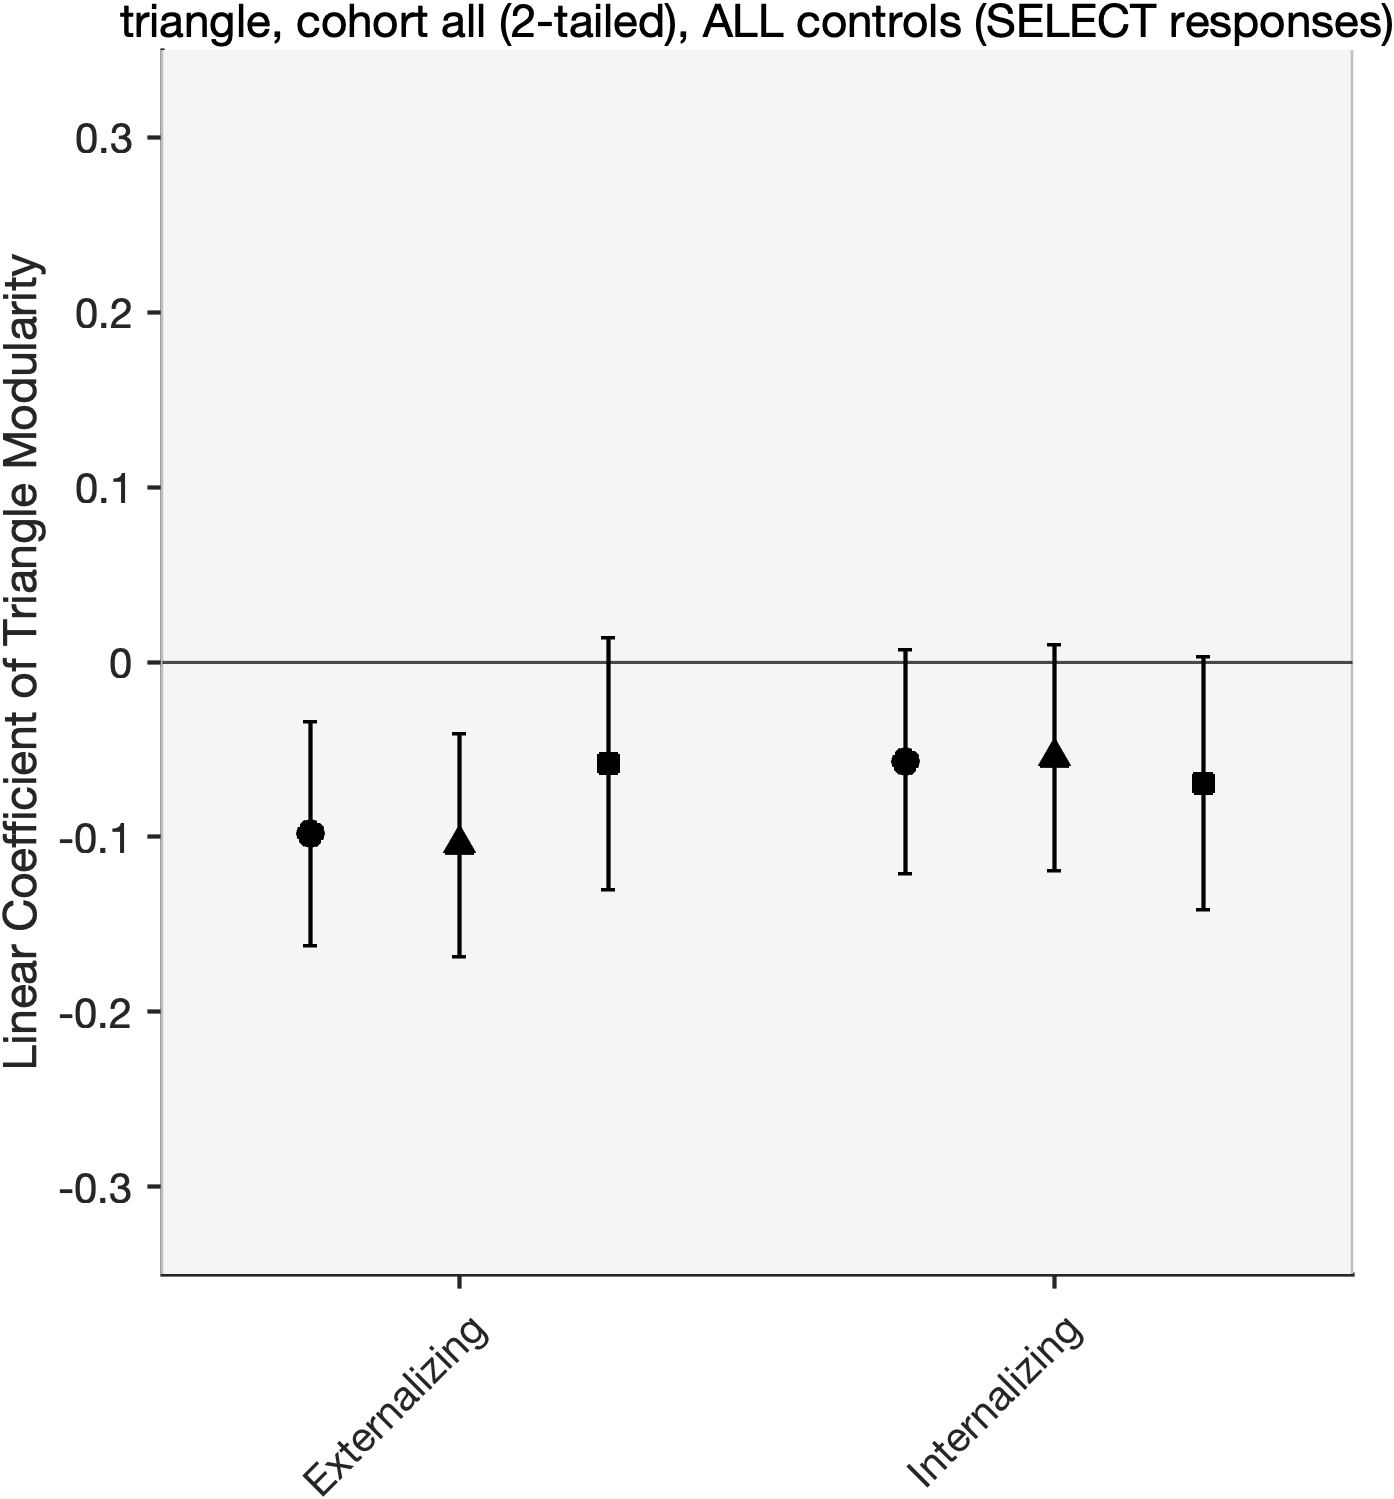 triangle, cohort all (2-tailed), ALL controls (SELECT responses)
Linear Coefficient of Triangle Modularity
0.3
0.2
0.1
0
-0.1
-0.2
-0.3
Externalizing
Internalizing